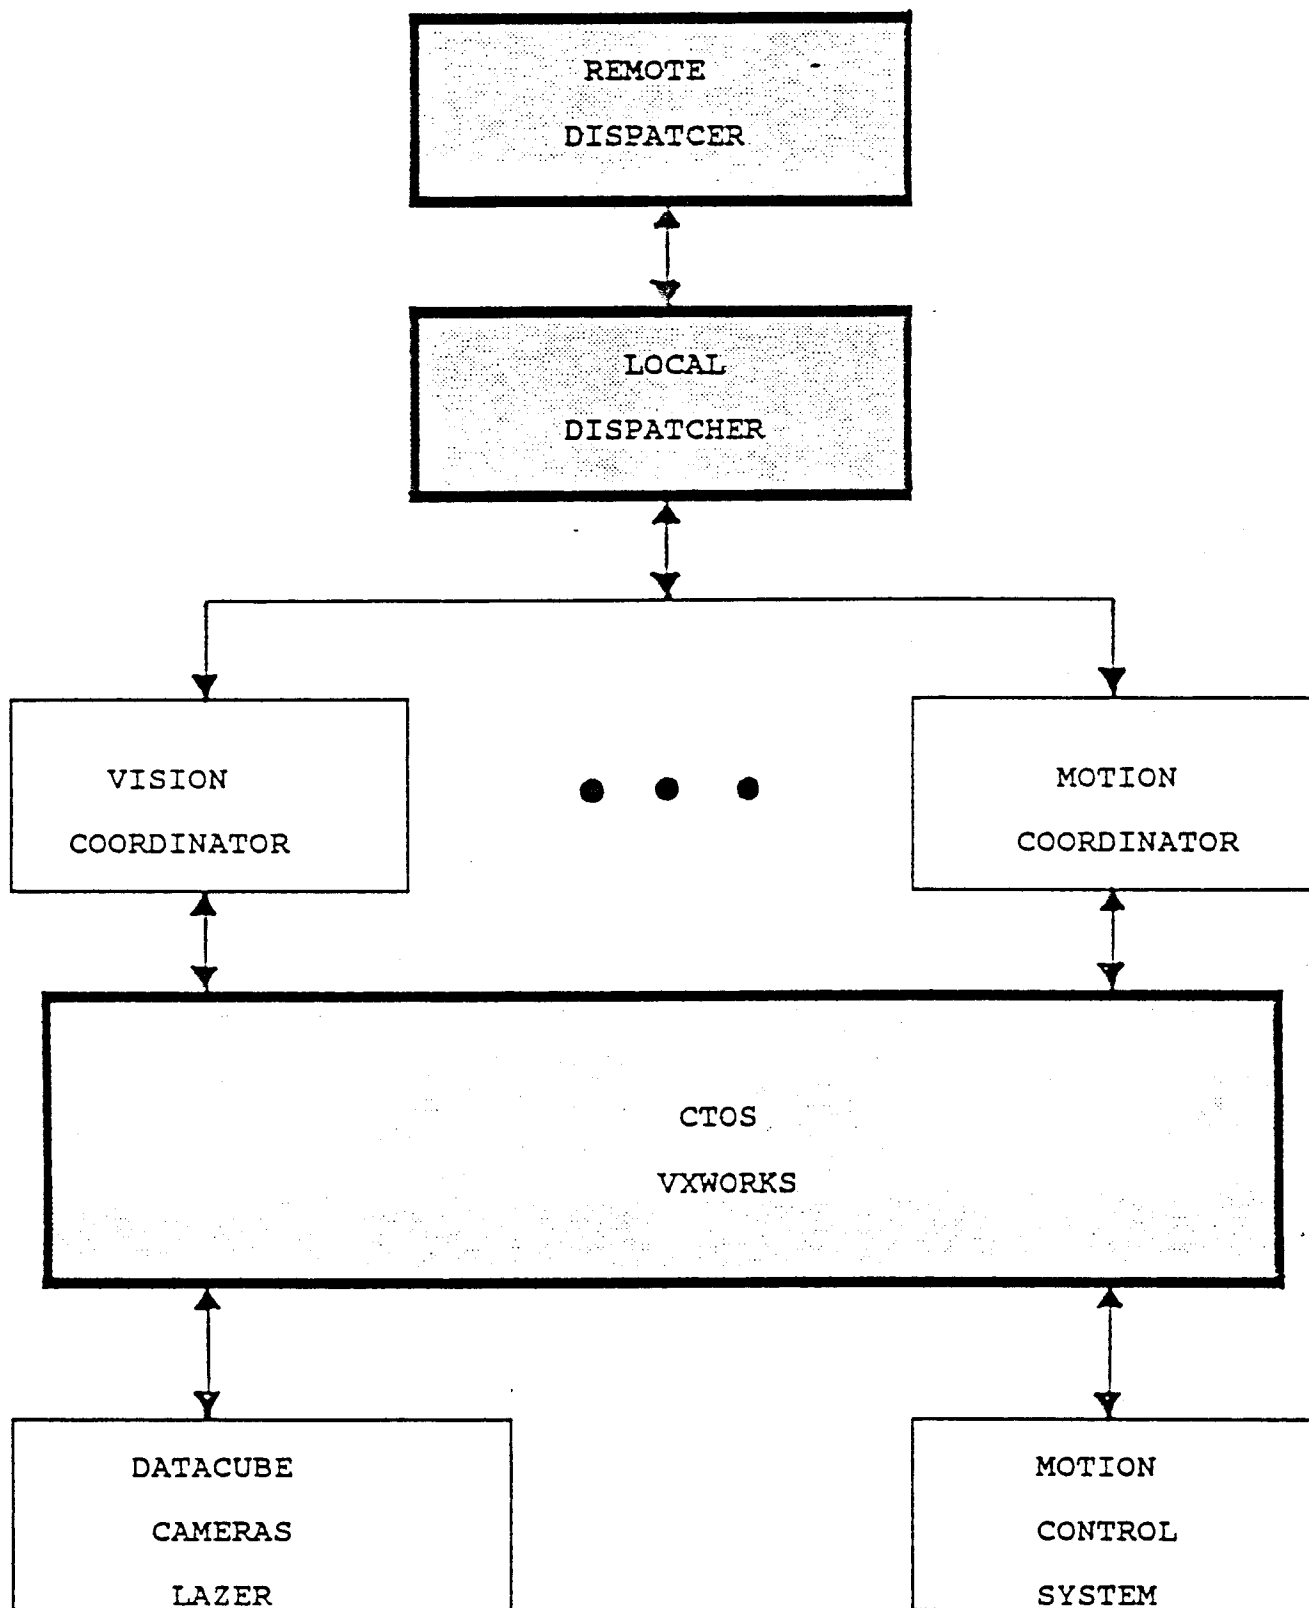 REMOTE
DISPATCER
LOCAL
DISPATCHER
VISION
COORDINATOR
MOTION
COORDINATOR
CTOS
VXWORKS
DATACUBE
CAMERAS
LAZER
MOTION
CONTROL
SYSTEM